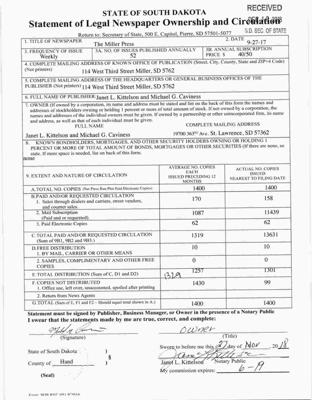 RECEIVED
STATE OF SOUTH DAKOTA
Statement of Legal Newspaper Ownership and Circulation
Return to: Secretary of State, 500 E. Capitol, Pierre, SD 57501-5077
S.D. SEC OF STATE
1. TITLE OF NEWSPAPER
The Miller Press
2. DATE
9-27-17
3. FREQUENCY OF ISSUE
Weekly
3A. NO. OF ISSUES PUBLISHED ANNUALLY
52
3B. ANNUAL SUBSCRIPTION
PRICE $ 40/50
4. COMPLETE MAILING ADDRESS OF KNOWN OFFICE OF PUBLICATION (Street, City, County, State and ZIP+4 Code)
(Not printers) 114 West Third Street Miller, SD 57362
5. COMPLETE MAILING ADDRESS OF THE HEADQUARTERS OF GENERAL BUSINESS OFFICES OF THE
PUBLISHER (Not printers) 114 West Third Street Miller, SD 57362
6. FULL NAME OF PUBLISHER: Janet L. Kittelson and Michael G. Caviness
7. OWNER (If owned by a corporation, its name and address must be stated and list on the back of this form the names and
addresses of stockholders owning or holding 1 percent or more of total amount of stock. If not owned by a corporation, the
names and addresses of the individual owners must be given. If owned by a partnership or other unincorporated firm, its name
and address, as well as that of each individual must be given.
FULL NAME
COMPLETE MAILING ADDRESS
Janet L. Kittelson and Michael G. Caviness
Ave. St. Lawrence, SD 57362
8. KNOWN BONDHOLDERS, MORTGAGES, AND OTHER SECURITY HOLDERS OWNING OR HOLDING 1
PERCENT OR MORE OF TOTAL AMOUNT OF BONDS, MORTGAGES OR OTHER SECURITIES (If there are none, so
state. If more space is needed, list on back of this form.
none
9. EXTENT AND NATURE OF CIRCULATION
AVERAGE NO. COPIES
EACH
ISSUED PRECEDING 12
MONTHS
ACTUAL NO. COPIES
ISSUED
NEAREST TO FILING DATE
A. TOTAL NO. COPIES (Net Press Run Plus Paid Electronic Copies)
1400
1400
B. PAID AND/OR REQUESTED CIRCULATION
1. Sales through dealers and carriers, street vendors,
and counter sales.
170
158
2. Mail Subscription
(Paid and or requested)
1087
11439
3. Paid Electronic Copies
62
62
C. TOTAL PAID AND/OR REQUESTED CIRCULATION
(Sum of 9B1, 9B2 and 9B3.)
1319
13631
D. FREE DISTRIBUTION
1. BY MAIL, CARRIER OR OTHER MEANS
10
10
2. SAMPLES, COMPLIMENTARY AND OTHER FREE
COPIES
0
0
E. TOTAL DISTRIBUTION (Sum of C, D1 and D2)
1329
1257
1301
F. COPIES NOT DISTRIBUTED
1. Office use, left over, unaccounted, spoiled after printing
1430
99
2. Return from News Agents
G. TOTAL (Sum of E, F1 and F2 - Should equal total shown in A.)
1400
1400
Statement must be signed by Publisher, Business Manager, or Owner in the presence of a Notary Public
I swear that the statements made by me are true, correct, and complete:
owner
(Signature)
(Title)
State of South Dakota
Sworn to before me this 27 day of Nov 2018
County of Hand
Janet L. Kittelson Notary Public
(Seal)
My commission expires: 6-19